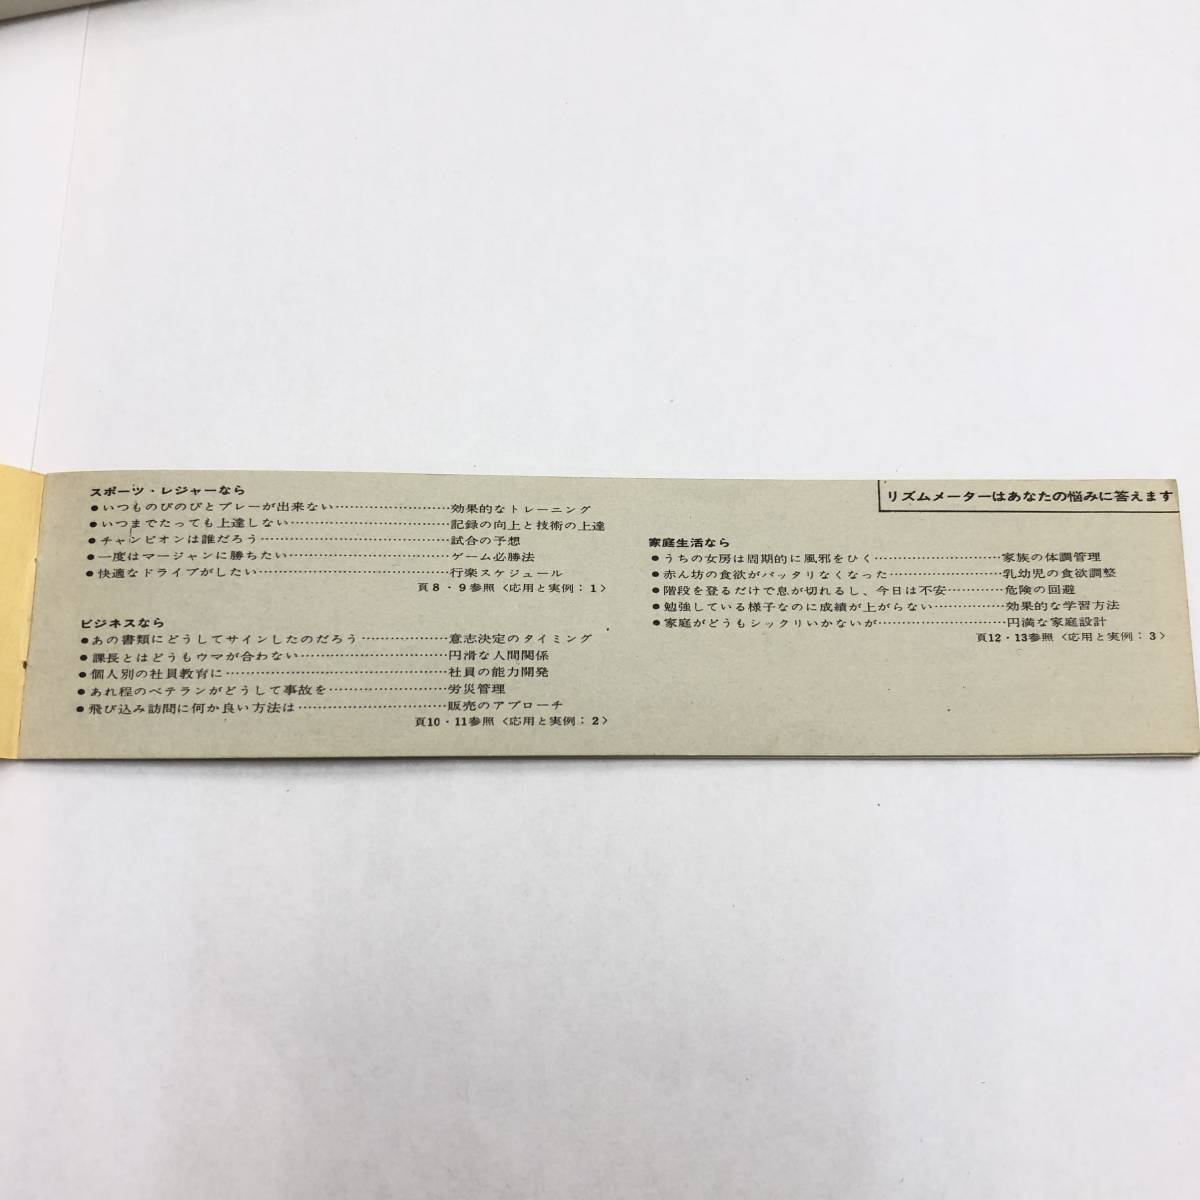 リズムメーターはあなたの悩みに答えます
スポーツ・レジャーなら
●いつものびのびとプレーが出来ない……………………効果的なトレーニング
●いつまでたっても上達しない……………………記録の向上と技術の上達
●チャンピオンは誰だろう……………………試合の予想
●一度はマージャンに勝ちたい……………………ゲーム必勝法
●快適なドライブがしたい……………………行楽スケジュール
頁8・9参照〈応用と実例：1〉
ビジネスなら
●あの書類にどうしてサインしたのだろう………………意志決定のタイミング
●課長とはどうもウマが合わない……………………円滑な人間関係
●個人別の社員教育に……………………社員の能力開発
●あれ程のベテランがどうして事故を……………………労災管理
●飛び込み訪問に何か良い方法は……………………販売のアプローチ
頁10・11参照〈応用と実例：2〉
家庭生活なら
●うちの女房は周期的に風邪をひく……………………家族の体調管理
●赤ん坊の食欲がバッタリなくなった……………………乳幼児の食欲調整
●階段を登るだけで息が切れるし、今日は不安…………危険の回避
●勉強している様子なのに成績が上がらない……………効果的な学習方法
●家庭がどうもシックリいかないが……………………円満な家庭設計
頁12・13参照〈応用と実例：3〉